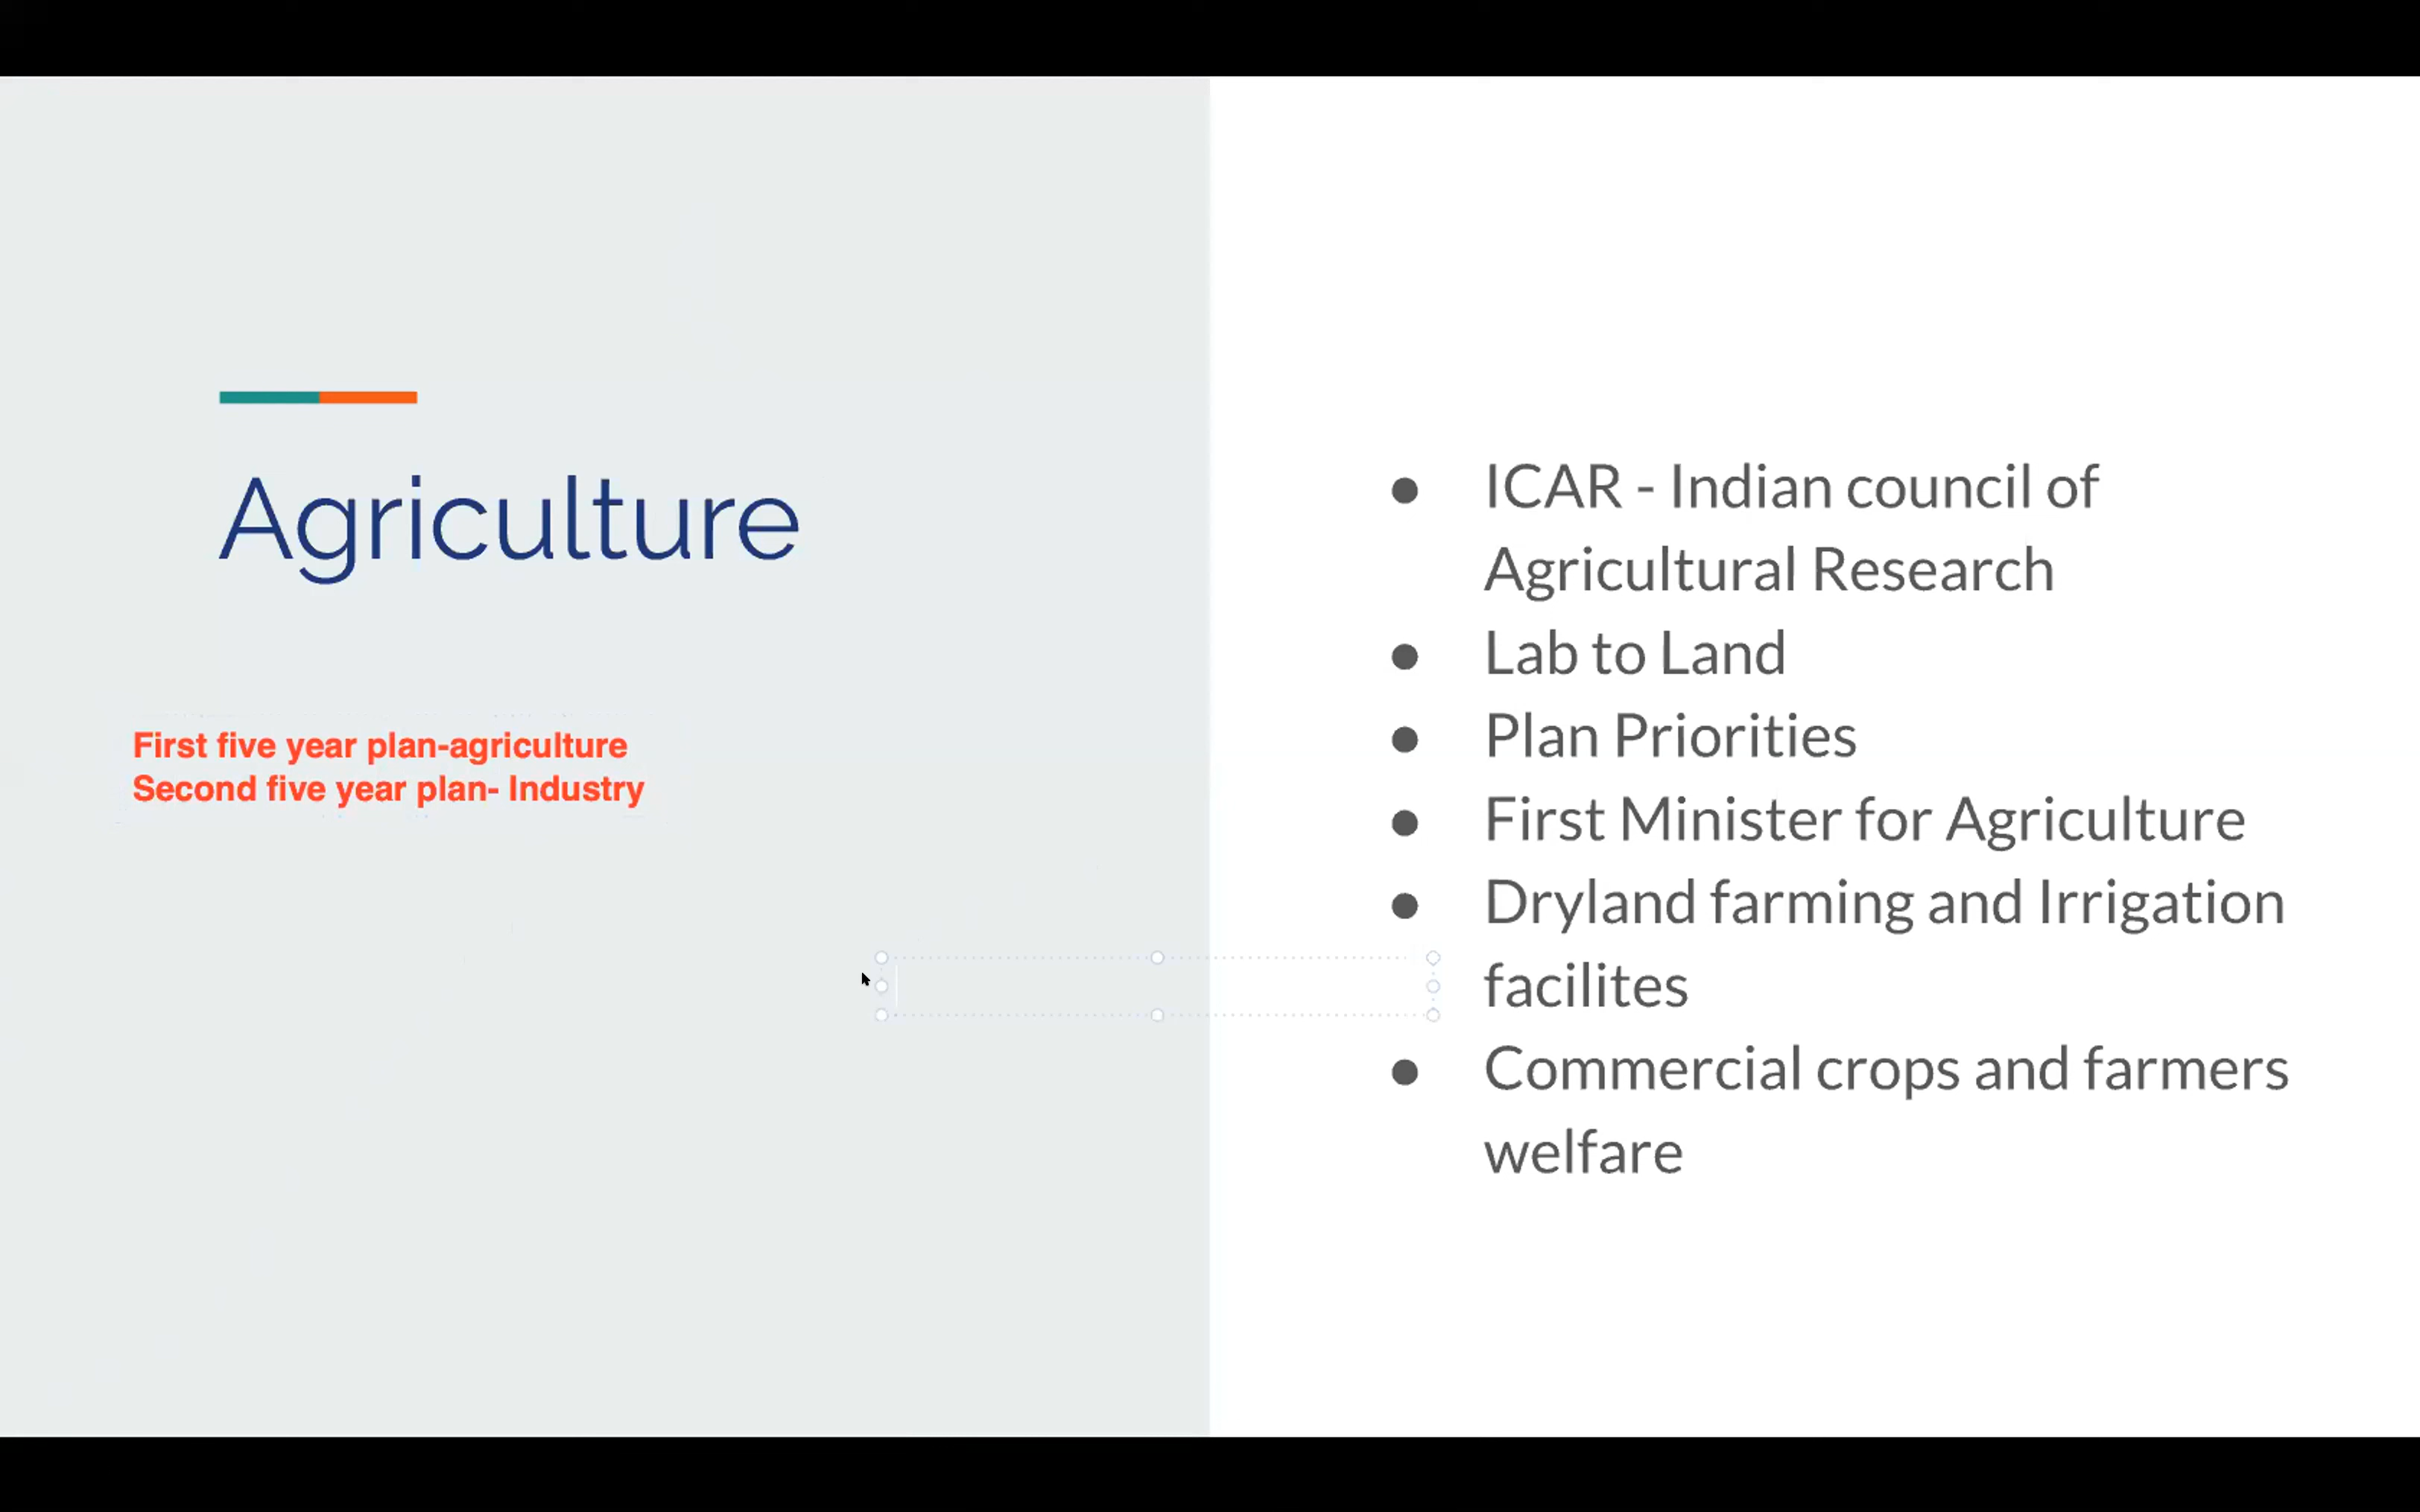 Agriculture
First five year plan-agriculture
Second five year plan- Industry
● ICAR - Indian council of
Agricultural Research
● Lab to Land
● Plan Priorities
● First Minister for Agriculture
● Dryland farming and Irrigation
facilites
● Commercial crops and farmers
welfare